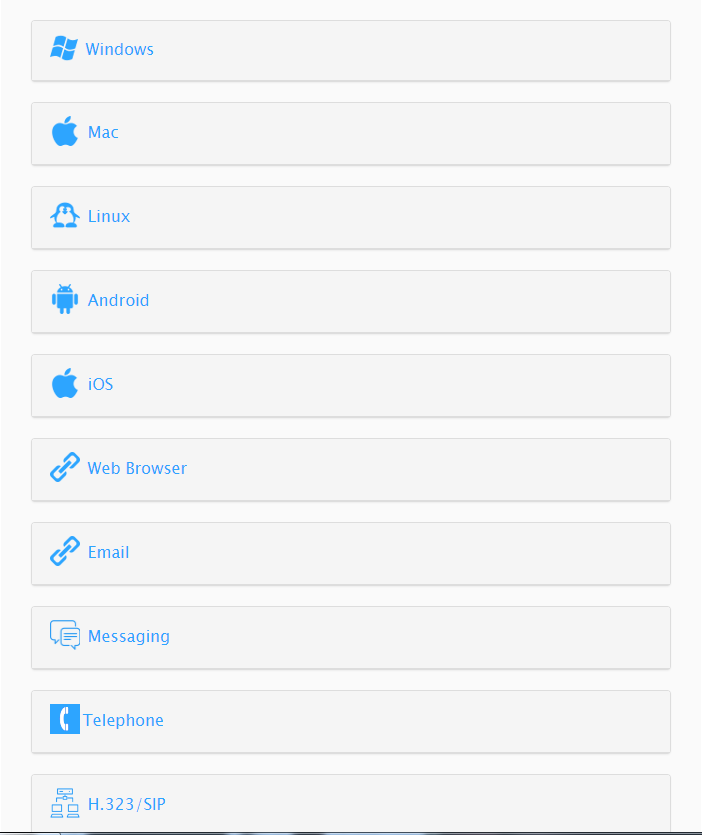 Windows
Mac
Linux
Android
iOS
Web Browser
Email
Messaging
Telephone
H.323/SIP